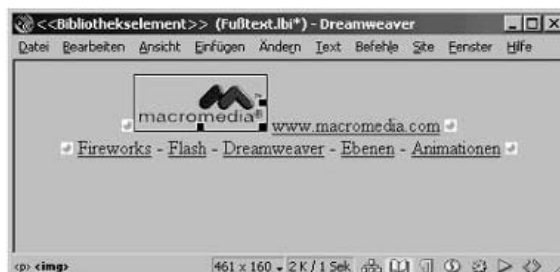 <<Bibliothekselement>> (Fußtext.lbi*) - Dreamweaver
Datei Bearbeiten Ansicht Einfügen Ändern Text Befehle Site Fenster Hilfe
macromedia®
www.macromedia.com
Fireworks - Flash - Dreamweaver - Ebenen - Animationen
<p> <img> 461 x 160 2 K / 1 Sek